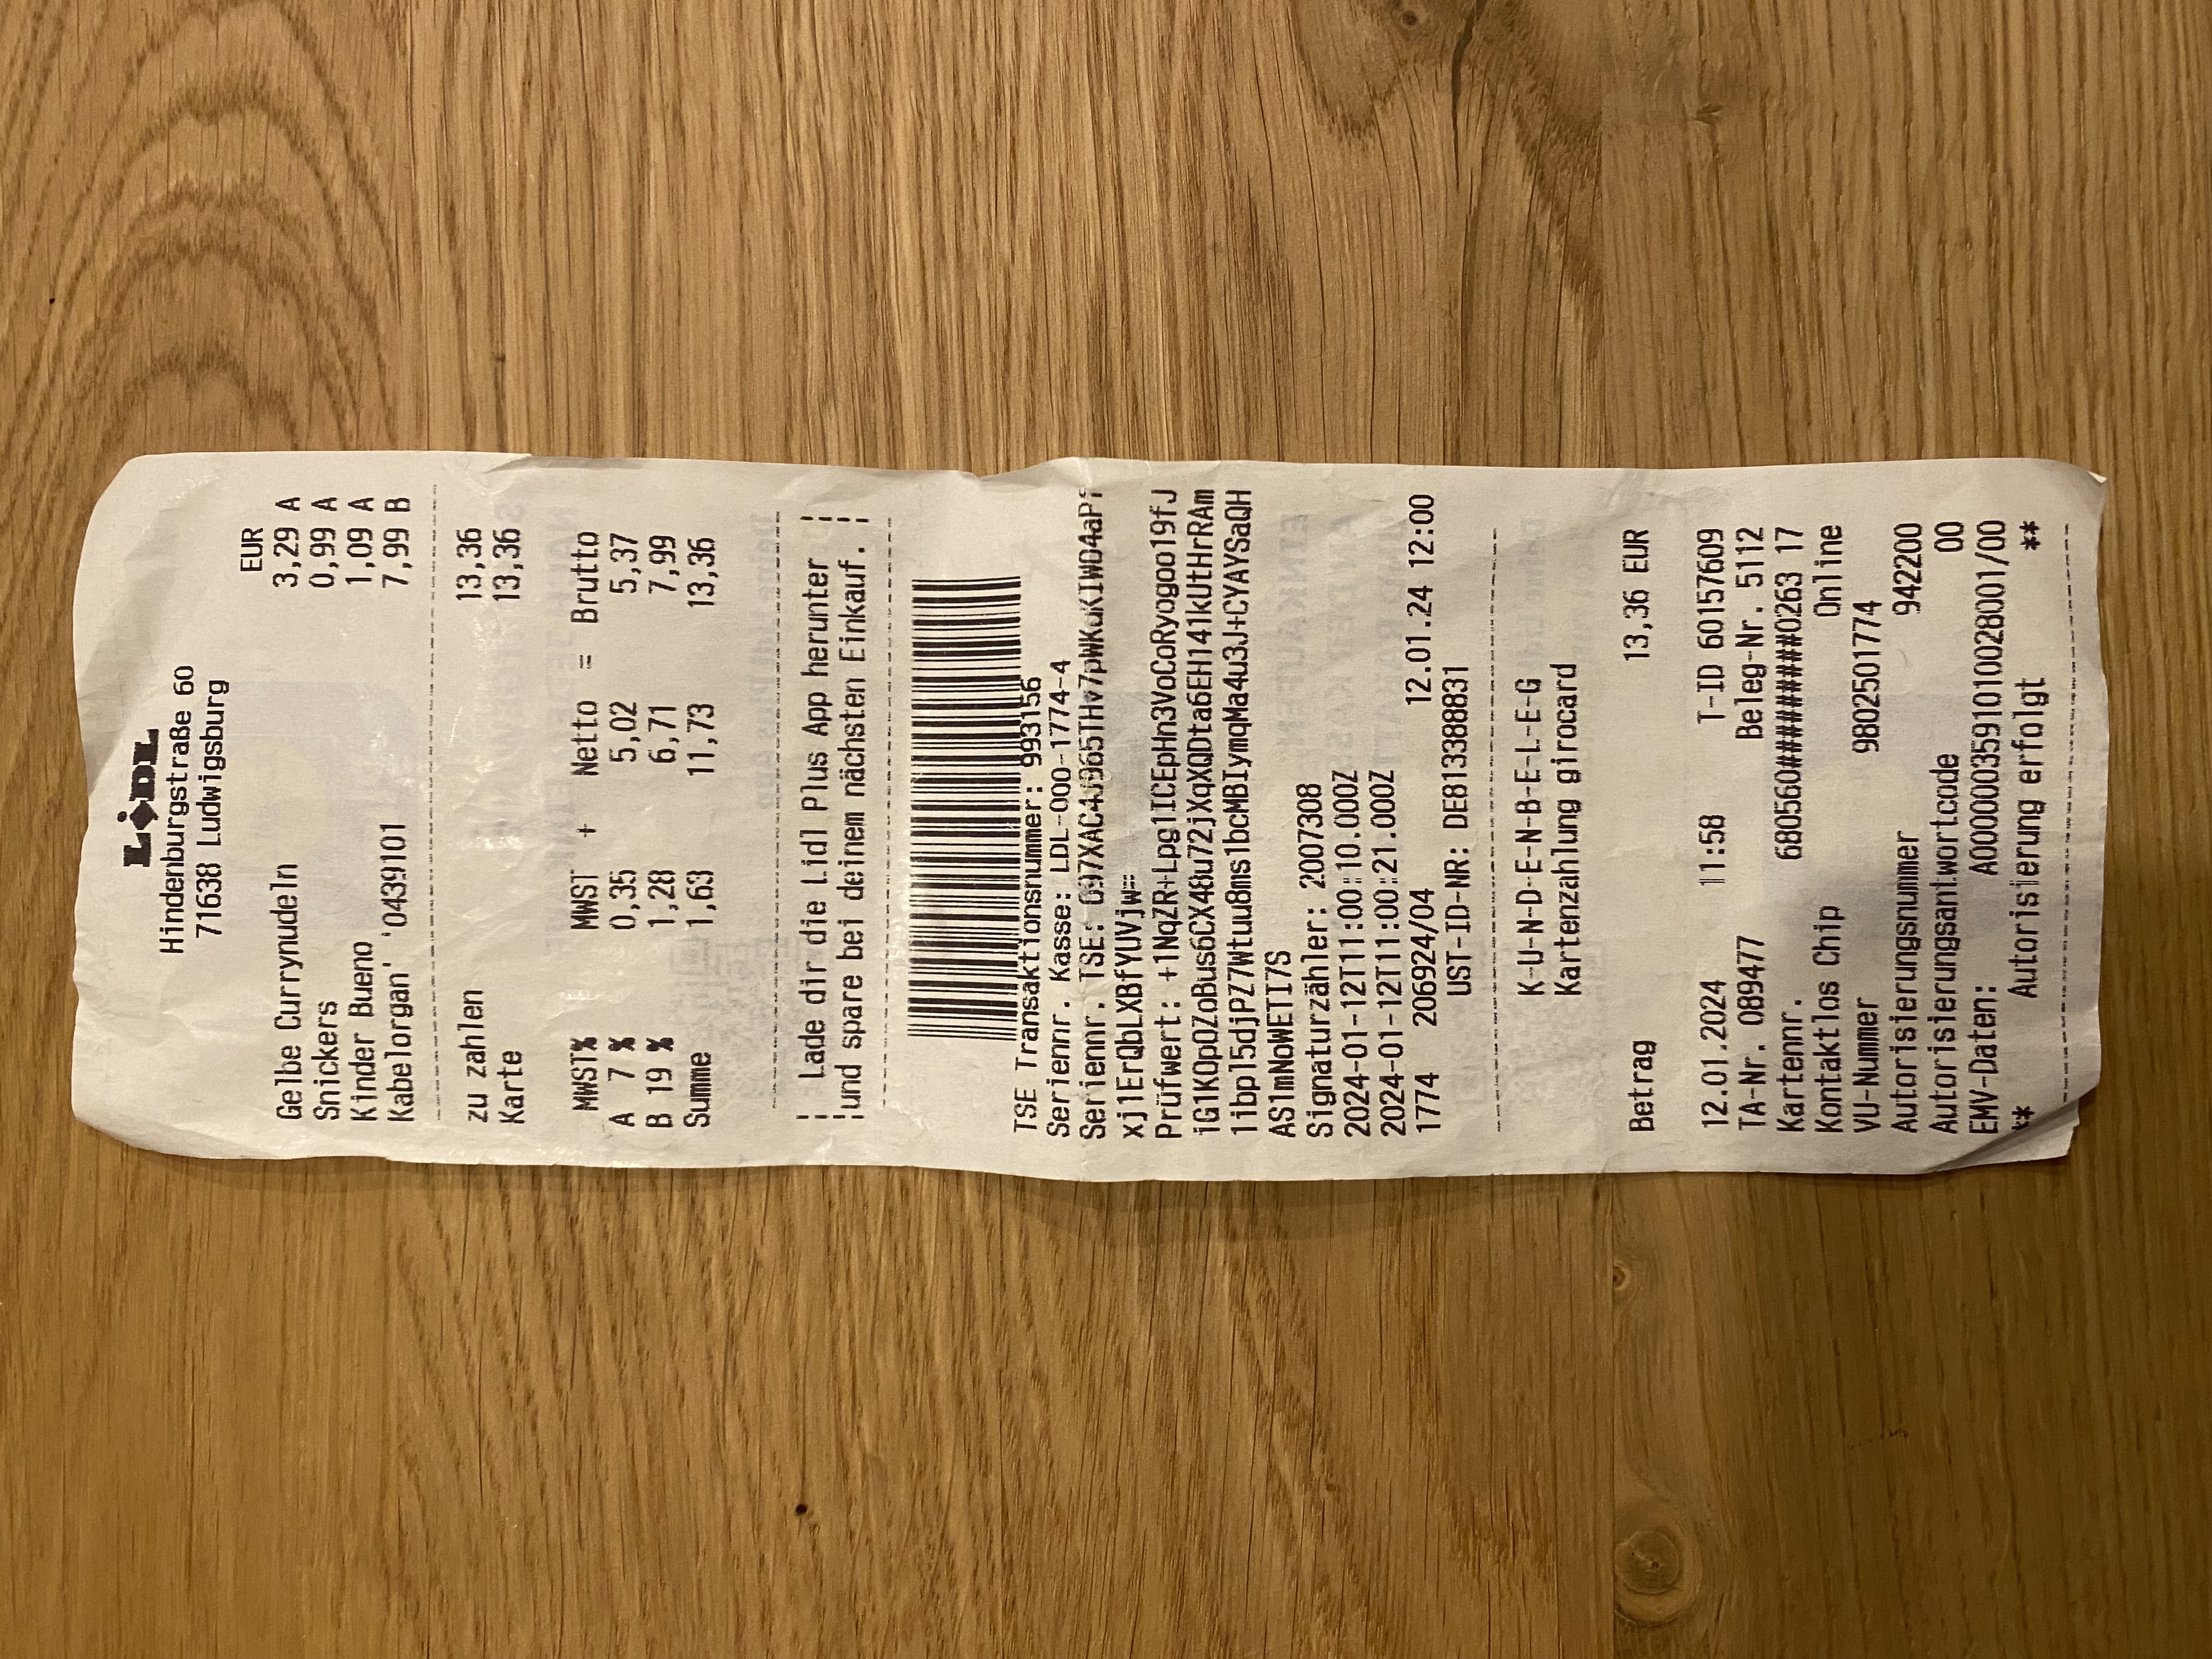 LIDL
Hindenburgstraße 60
71638 Ludwigsburg
EUR
Gelbe Currynudeln 3,29 A
Snickers 0,99 A
Kinder Bueno 1,09 A
Kabelorgan' '0439101 7,99 B
zu zahlen 13,36
Karte 13,36
MWST% MWST + Netto = Brutto
A 7 % 0,35 5,02 5,37
B 19 % 1,28 6,71 7,99
Summe 1,63 11,73 13,36
Lade dir die Lidl Plus App herunter
und spare bei deinem nächsten Einkauf.
TSE Transaktionsnummer: 993156
Seriennr. Kasse: LDL-000-1774-4
Seriennr. TSE:
xj1ErQbLXBfYUVjw=
Prüfwert: +1NqZR+Lpg1ICEpHn3VoCoRyogoo19fJ
iG1KOpOZoBus6CX48u72jXqXQDta6EH141kUtHrRAm
1ibpl5djPZ7Wtuu8ms1bcMBIymqMa4u3J+CYAYSaQH
AS1mNoWETI7S
Signaturzähler: 2007308
2024-01-12T11:00:10.000Z
2024-01-12T11:00:21.000Z
1774 206924/04 12.01.24 12:00
UST-ID-NR: DE813388831
K-U-N-D-E-N-B-E-L-E-G
Kartenzahlung girocard
Betrag 13,36 EUR
12.01.2024 11:58 T-ID 60157609
TA-Nr. 089477 Beleg-Nr. 5112
Kartennr. 680560#########0263 17
Kontaktlos Chip Online
VU-Nummer 9802501774
Autorisierungsnummer 942200
Autorisierungsantwortcode 00
EMV-Daten: A0000003591010028001/00
** Autorisierung erfolgt **